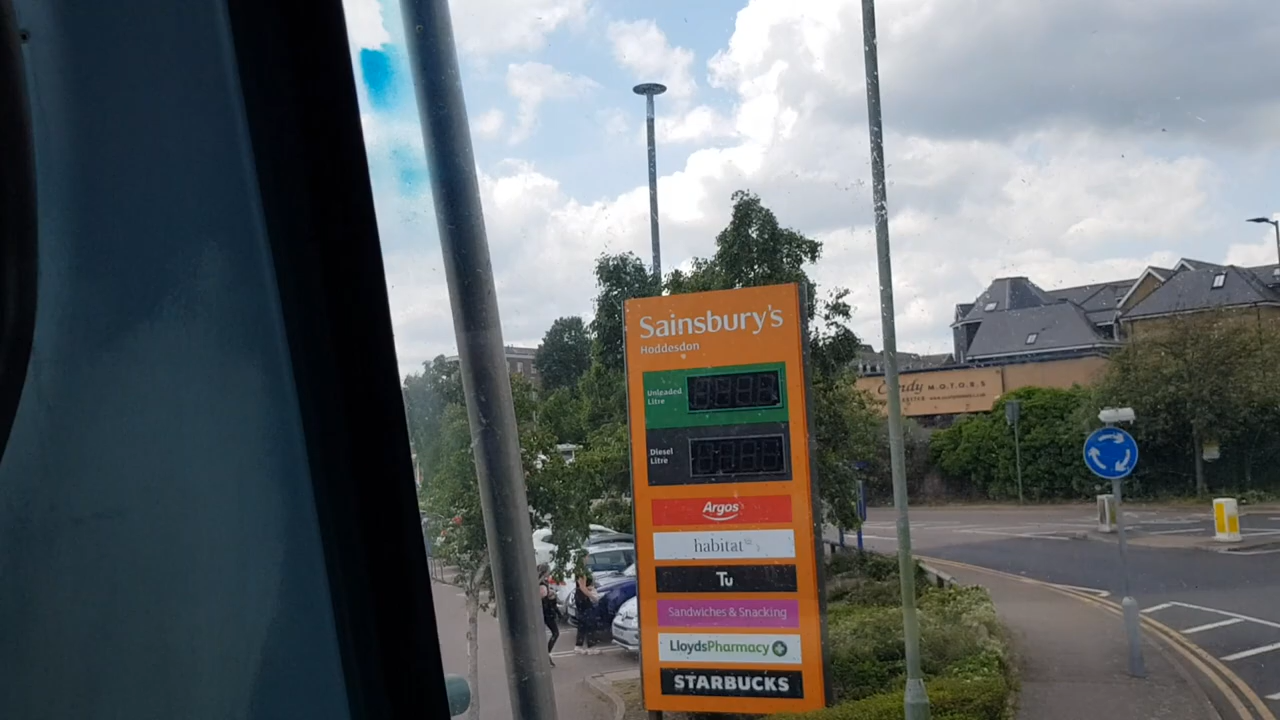 Sainsbury's
Hoddesdon
Unleaded
Litre
Diesel
Litre
Argos
habitat
Tu
Sandwiches & Snacking
LloydsPharmacy
STARBUCKS
MOTORS